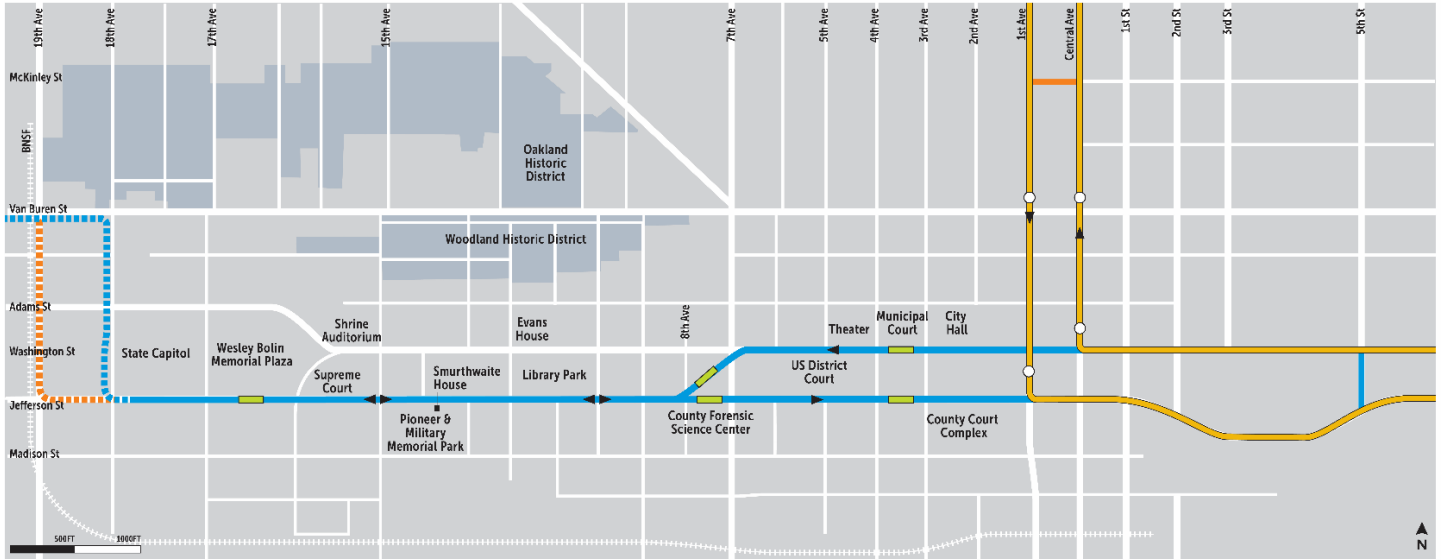 19th Ave
18th Ave
17th Ave
15th Ave
7th Ave
5th Ave
4th Ave
3rd Ave
2nd Ave
1st Ave
Central Ave
1st St
2nd St
3rd St
5th St
McKinley St
BNSF
Oakland
Historic
District
Van Buren St
Woodland Historic District
Adams St
8th Ave
Shrine
Auditorium
Evans
House
Theater
Municipal
Court
City
Hall
Washington St
State Capitol
Wesley Bolin
Memorial Plaza
Supreme
Court
Smurthwaite
House
Library Park
US District
Court
Jefferson St
Pioneer &
Military
Memorial Park
County Forensic
Science Center
County Court
Complex
Madison St
500FT
1000FT
N